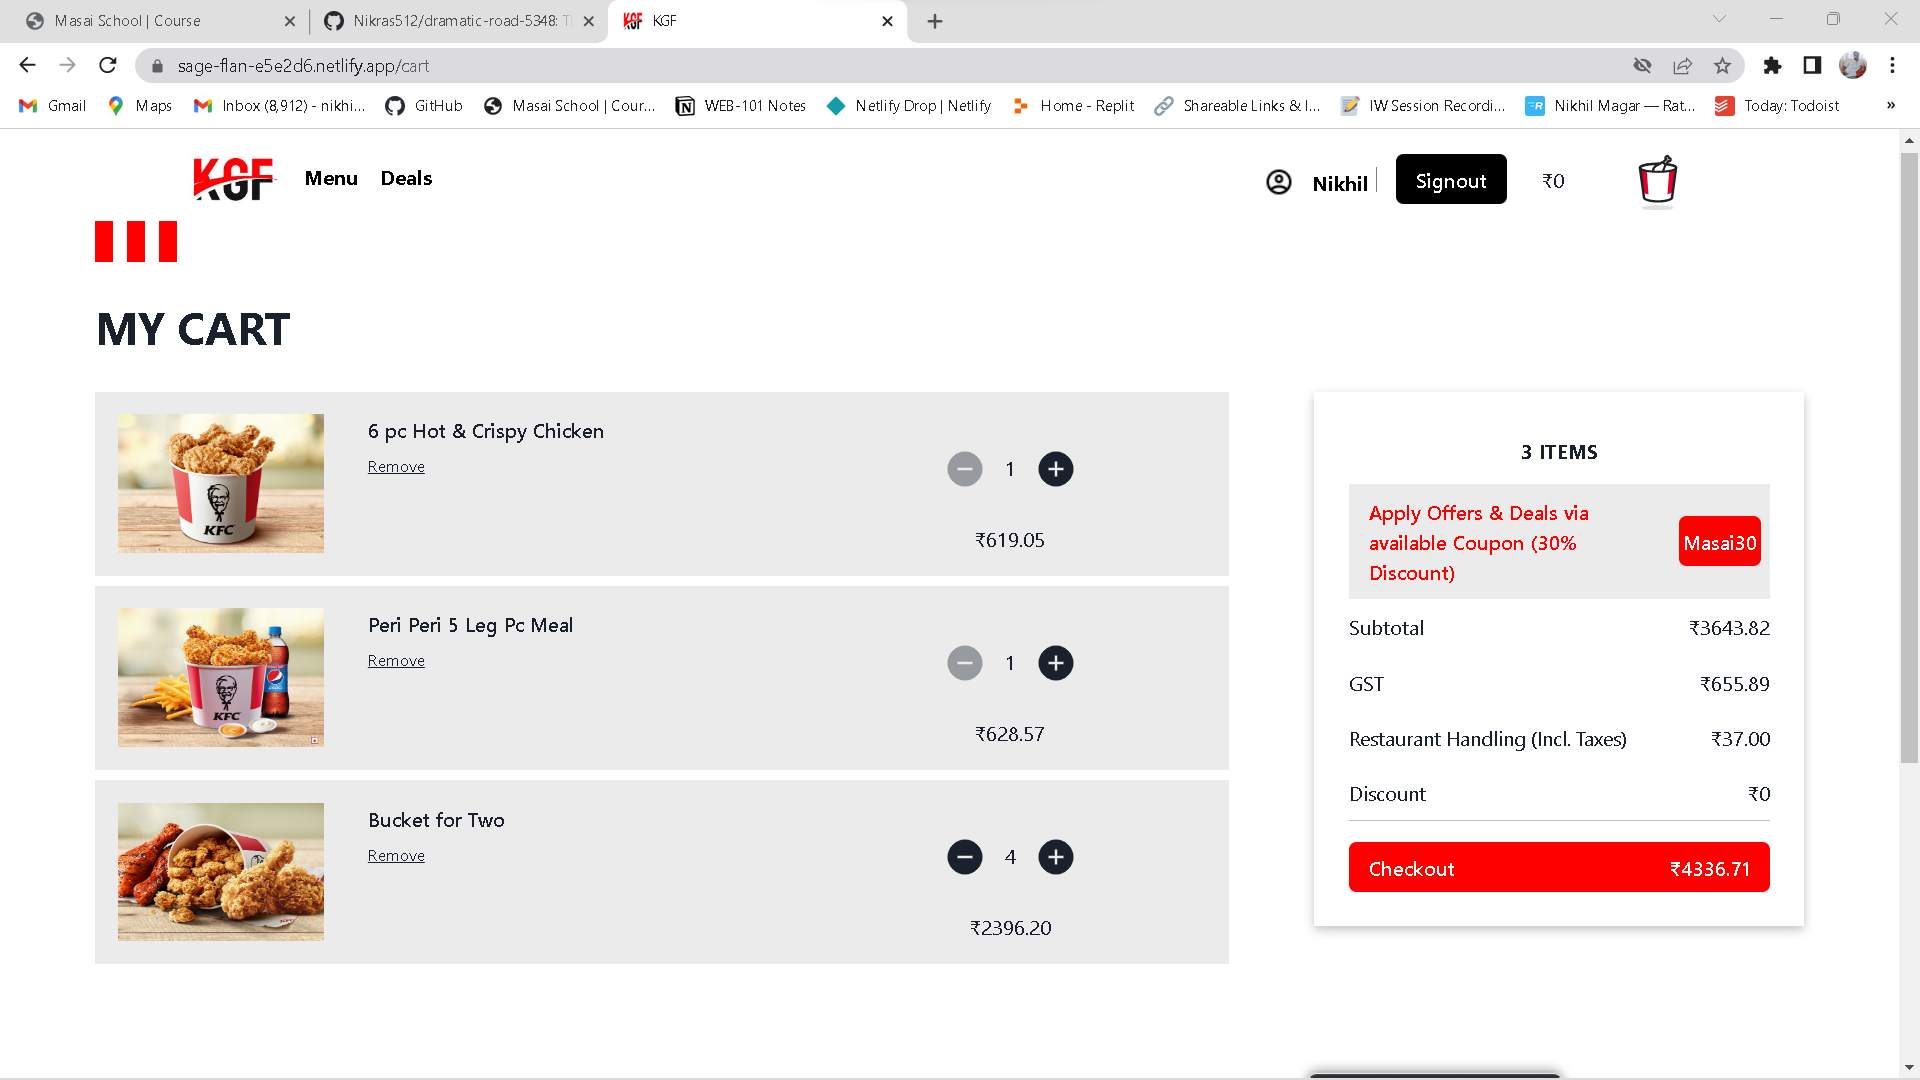 Masai School | Course
Nikras512/dramatic-road-5348: T
KGF
sage-flan-e5e2d6.netlify.app/cart
Gmail
Maps
Inbox (8,912) - nikhi...
GitHub
Masai School | Cour...
WEB-101 Notes
Netlify Drop | Netlify
Home - Replit
Shareable Links & I...
IW Session Recordi...
Nikhil Magar — Rat...
Today: Todoist
»
KGF
Menu
Deals
Nikhil
Signout
₹0
MY CART
6 pc Hot & Crispy Chicken
Remove
1
₹619.05
KFC
Peri Peri 5 Leg Pc Meal
Remove
1
₹628.57
KFC
Bucket for Two
Remove
4
₹2396.20
3 ITEMS
Apply Offers & Deals via
available Coupon (30%
Discount)
Masai30
Subtotal ₹3643.82
GST ₹655.89
Restaurant Handling (Incl. Taxes) ₹37.00
Discount ₹0
Checkout ₹4336.71